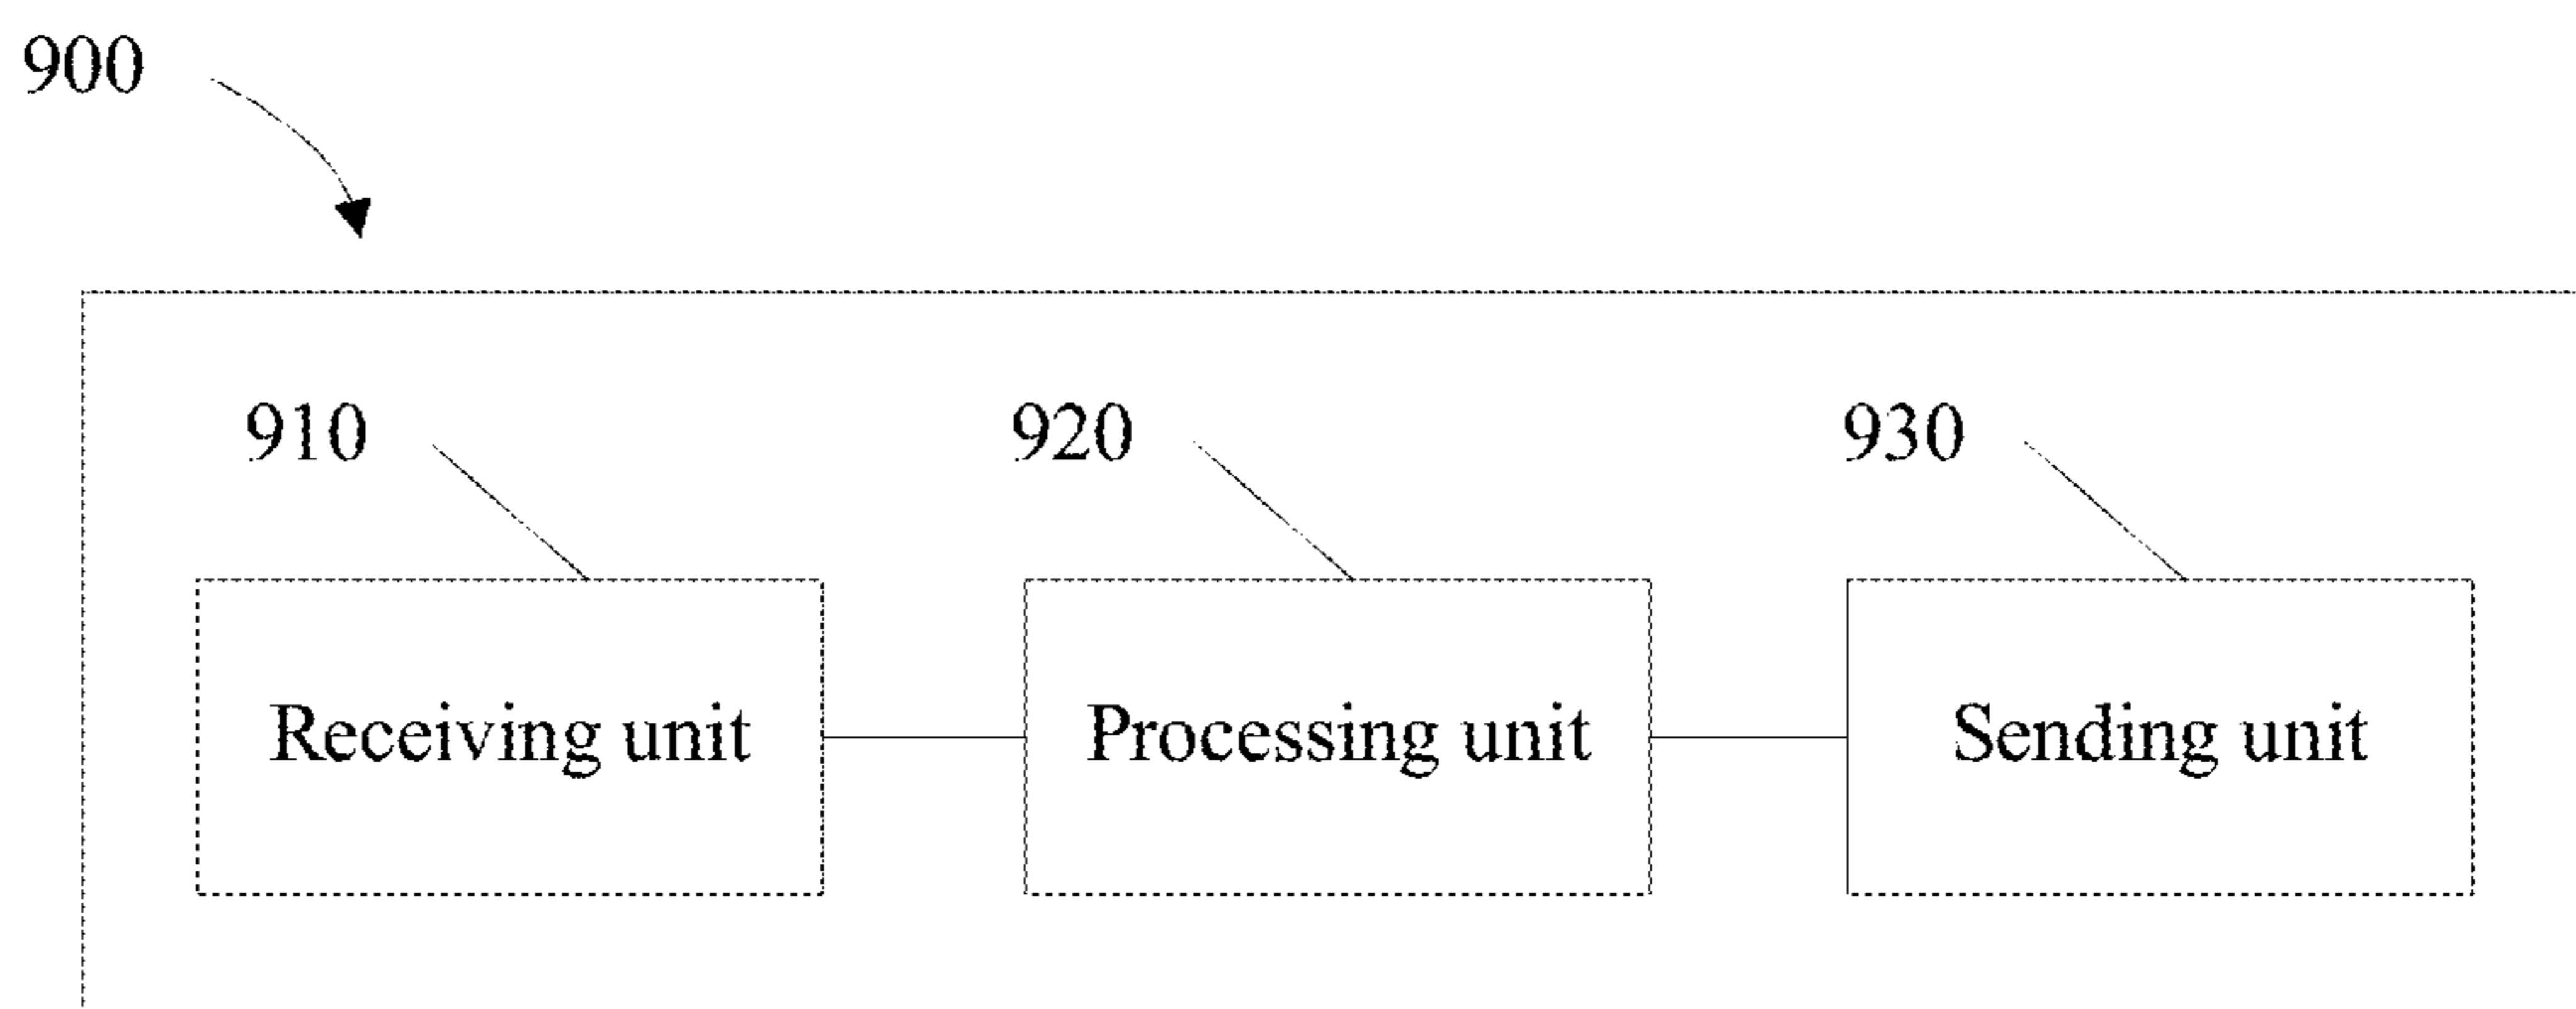 900
910
920
930
Receiving unit
Processing unit
Sending unit